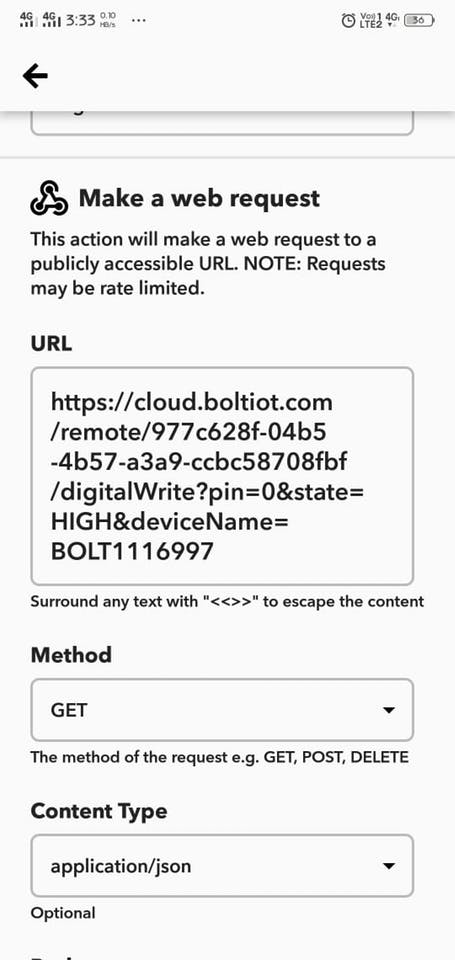 4G 4G 3:33 0.10 KB/s ...
Vo) 1 4G LTE2 36
Make a web request
This action will make a web request to a
publicly accessible URL. NOTE: Requests
may be rate limited.
URL
https://cloud.boltiot.com
/remote/977c628f-04b5
-4b57-a3a9-ccbc58708fbf
/digitalWrite?pin=0&state=
HIGH&deviceName=
BOLT1116997
Surround any text with "<<>>" to escape the content
Method
GET
The method of the request e.g. GET, POST, DELETE
Content Type
application/json
Optional